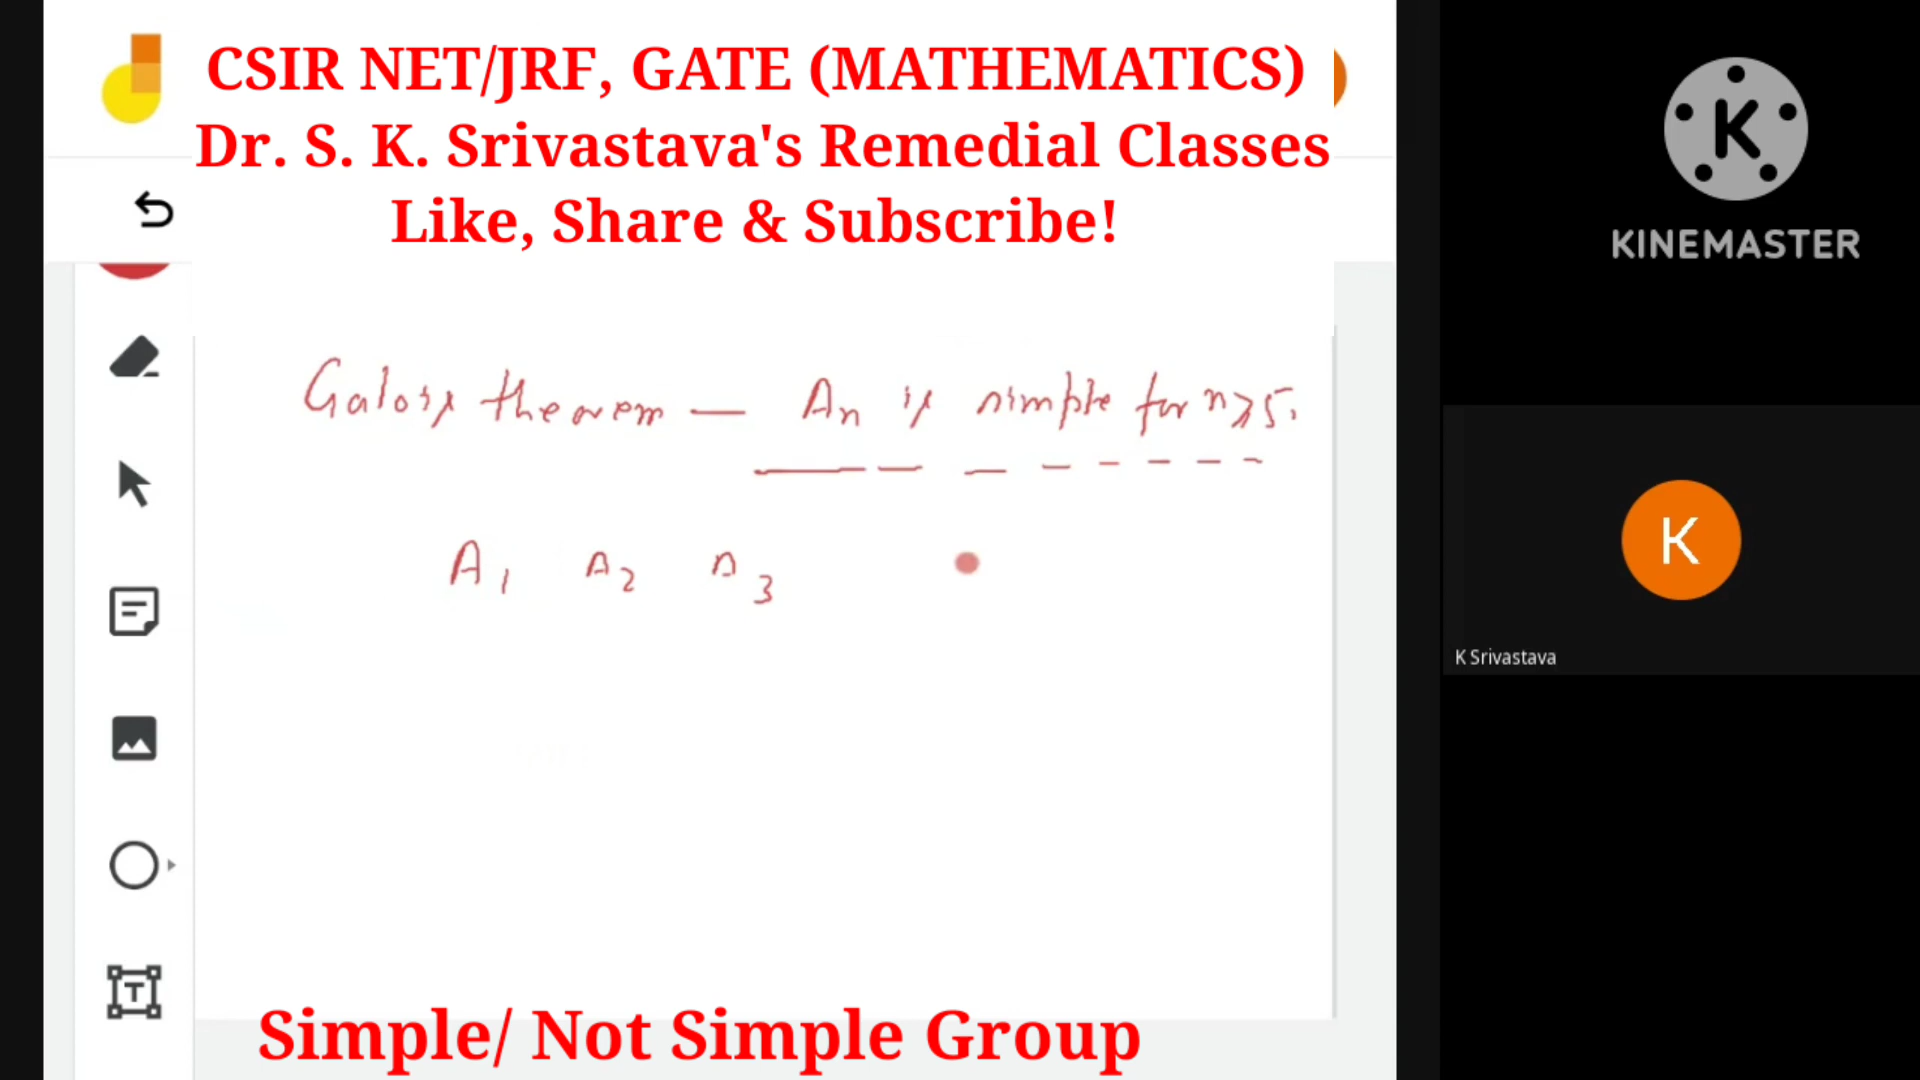 CSIR NET/JRF, GATE (MATHEMATICS)
Dr. S. K. Srivastava's Remedial Classes
Like, Share & Subscribe!
K
KINEMASTER
Galois theorem — An is simple for n ≥ 5.
A1 A2 A3
K
K Srivastava
T
Simple/ Not Simple Group